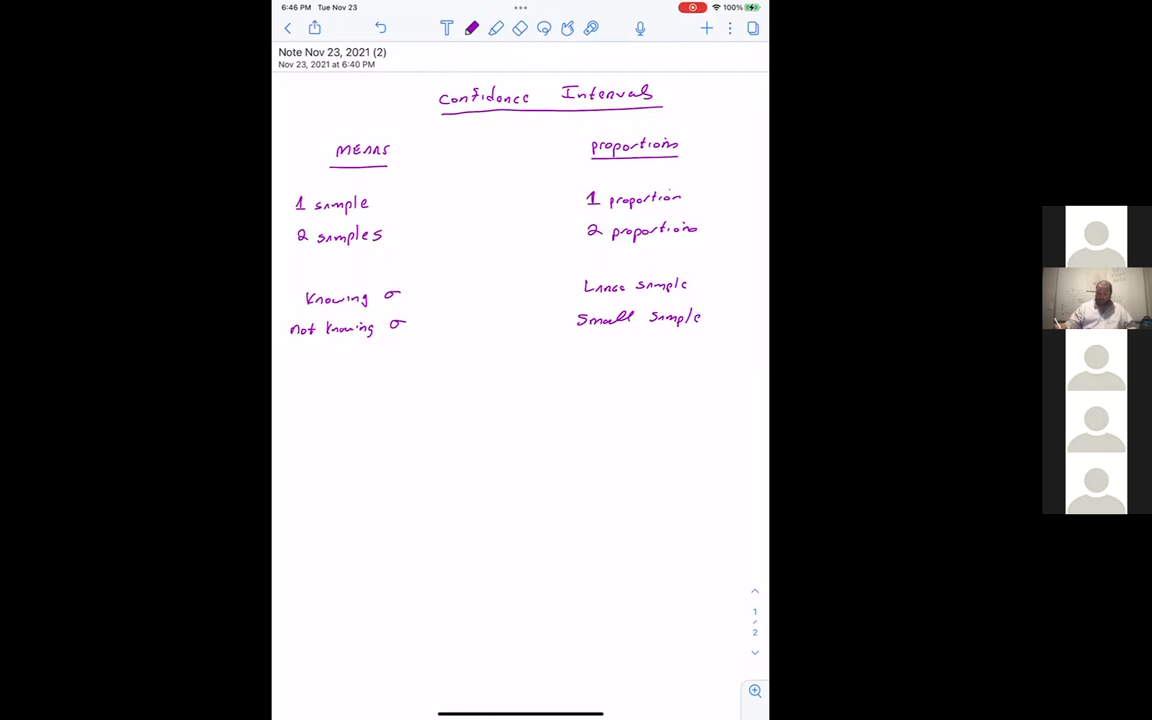 6:46 PM Tue Nov 23
100%
Note Nov 23, 2021 (2)
Nov 23, 2021 at 6:40 PM
Confidence Intervals
MEANS
1 sample
2 samples
Knowing σ
not knowing σ
proportions
1 proportion
2 proportions
Large sample
Small sample
1
/
2